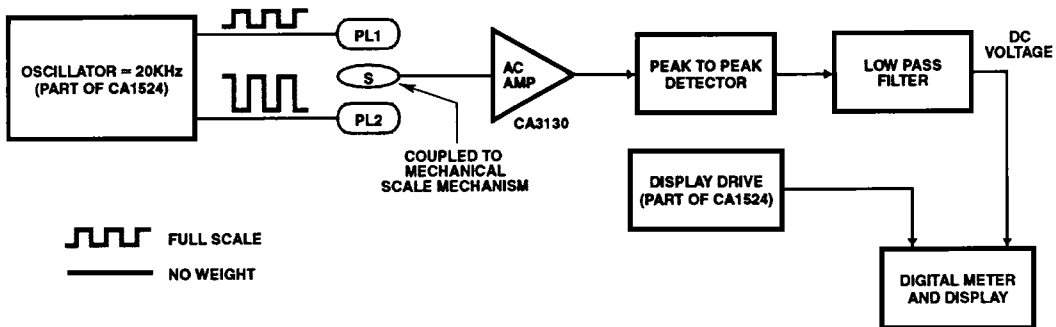 OSCILLATOR ≈ 20KHz
(PART OF CA1524)
PL1
S
PL2
AC
AMP
CA3130
PEAK TO PEAK
DETECTOR
LOW PASS
FILTER
DC
VOLTAGE
COUPLED TO
MECHANICAL
SCALE MECHANISM
DISPLAY DRIVE
(PART OF CA1524)
FULL SCALE
NO WEIGHT
DIGITAL METER
AND DISPLAY